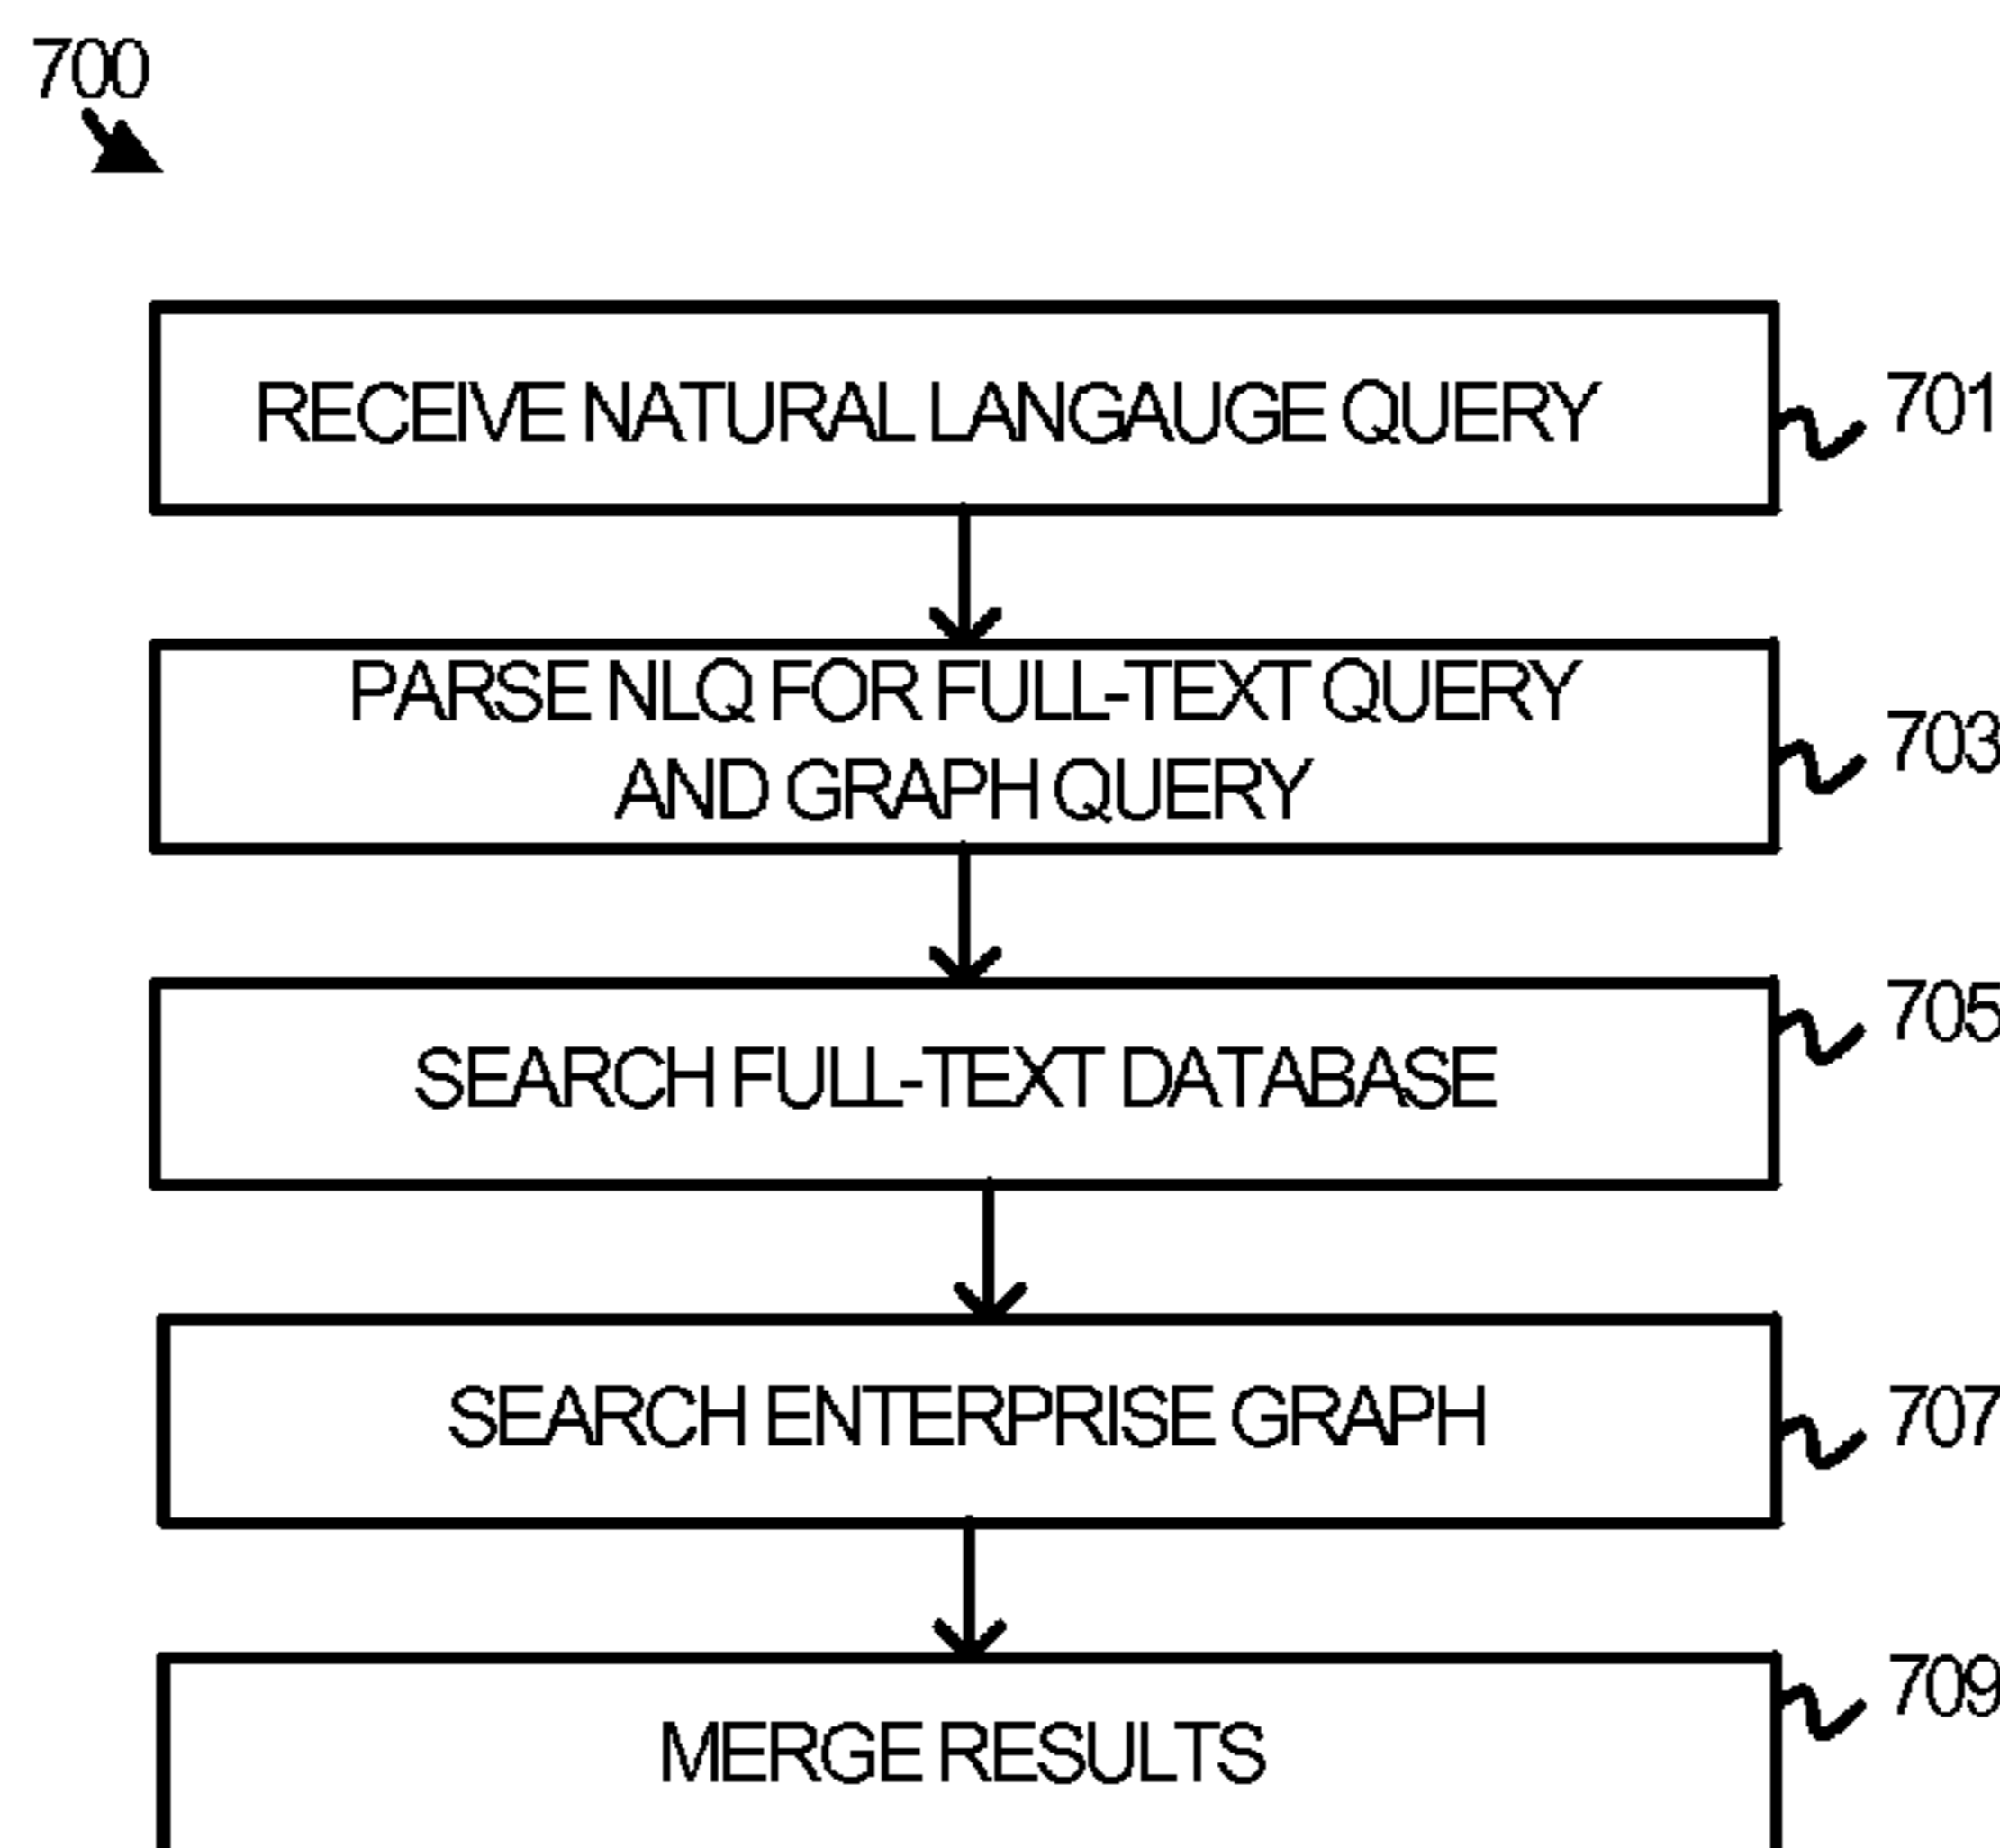 700
RECEIVE NATURAL LANGAUGE QUERY
701
PARSE NLQ FOR FULL-TEXT QUERY
AND GRAPH QUERY
703
SEARCH FULL-TEXT DATABASE
705
SEARCH ENTERPRISE GRAPH
707
MERGE RESULTS
709